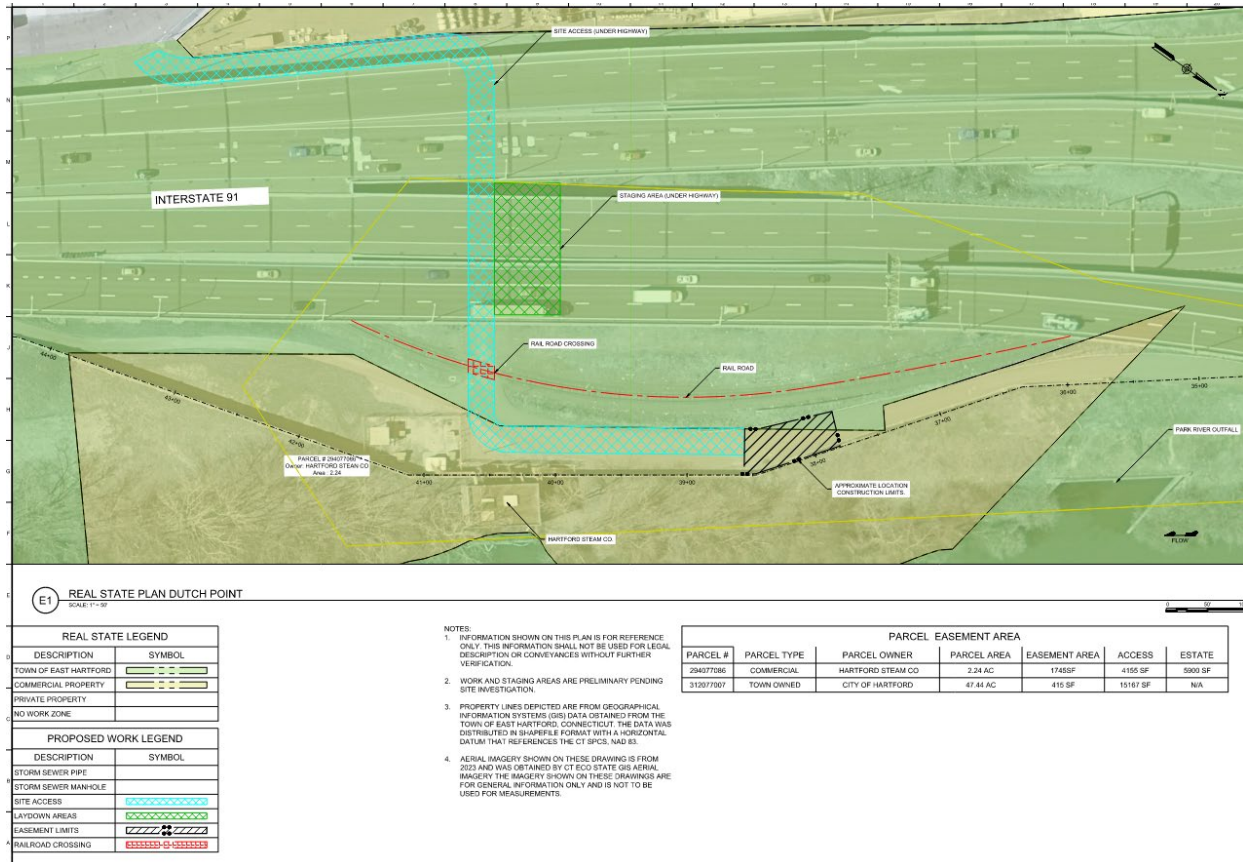 SITE ACCESS (UNDER HIGHWAY)
INTERSTATE 91
STAGING AREA (UNDER HIGHWAY)
RAIL ROAD CROSSING
RAIL ROAD
44+00
43+00
42+00
41+00
40+00
39+00
38+00
37+00
36+00
35+00
PARCEL # 294077086
Owner: HARTFORD STEAN CO
Area : 2.24
PARK RIVER OUTFALL
APPROXIMATE LOCATION
CONSTRUCTION LIMITS.
HARTFORD STEAM CO.
FLOW
E1
REAL STATE PLAN DUTCH POINT
SCALE: 1" = 50'
0 50'
REAL STATE LEGEND
DESCRIPTION SYMBOL
TOWN OF EAST HARTFORD
COMMERCIAL PROPERTY
PRIVATE PROPERTY
NO WORK ZONE
PROPOSED WORK LEGEND
DESCRIPTION SYMBOL
STORM SEWER PIPE
STORM SEWER MANHOLE
SITE ACCESS
LAYDOWN AREAS
EASEMENT LIMITS
RAILROAD CROSSING
NOTES:
1. INFORMATION SHOWN ON THIS PLAN IS FOR REFERENCE
ONLY. THIS INFORMATION SHALL NOT BE USED FOR LEGAL
DESCRIPTION OR CONVEYANCES WITHOUT FURTHER
VERIFICATION.
2. WORK AND STAGING AREAS ARE PRELIMINARY PENDING
SITE INVESTIGATION.
3. PROPERTY LINES DEPICTED ARE FROM GEOGRAPHICAL
INFORMATION SYSTEMS (GIS) DATA OSTAINED FROM THE
TOWN OF EAST HARTFORD, CONNECTICUT. THE DATA WAS
DISTRIBUTED IN SHAPEFILE FORMAT WITH A HORIZONTAL
DATUM THAT REFERENCES THE CT SPCS, NAD 83.
4. AERIAL IMAGERY SHOWN ON THESE DRAWING IS FROM
2023 AND WAS OBTAINED BY CT ECO STATE GIS AERIAL
IMAGERY THE IMAGERY SHOWN ON THESE DRAWINGS ARE
FOR GENERAL INFORMATION ONLY AND IS NOT TO BE
USED FOR MEASUREMENTS.
PARCEL EASEMENT AREA
PARCEL # PARCEL TYPE PARCEL OWNER PARCEL AREA EASEMENT AREA ACCESS ESTATE
294077086 COMMERCIAL HARTFORD STEAM CO 2.24 AC 1745SF 4155 SF 5900 SF
312077007 TOWN OWNED CITY OF HARTFORD 47.44 AC 415 SF 15167 SF N/A